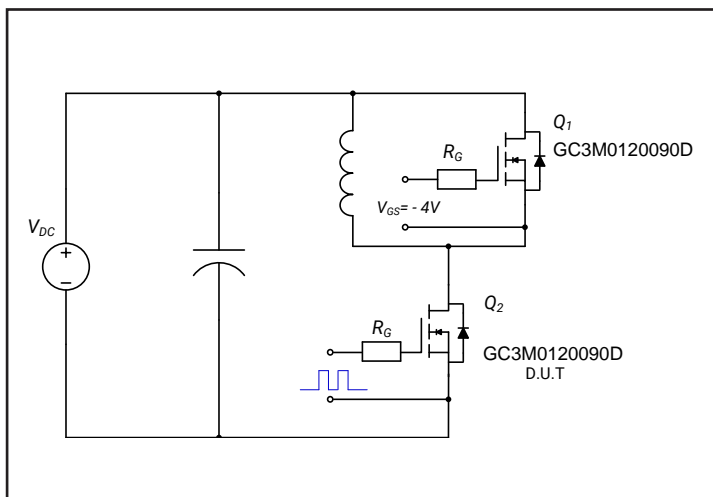 Q1
GC3M0120090D
RG
VGS= - 4V
VDC
+
−
Q2
RG
GC3M0120090D
D.U.T